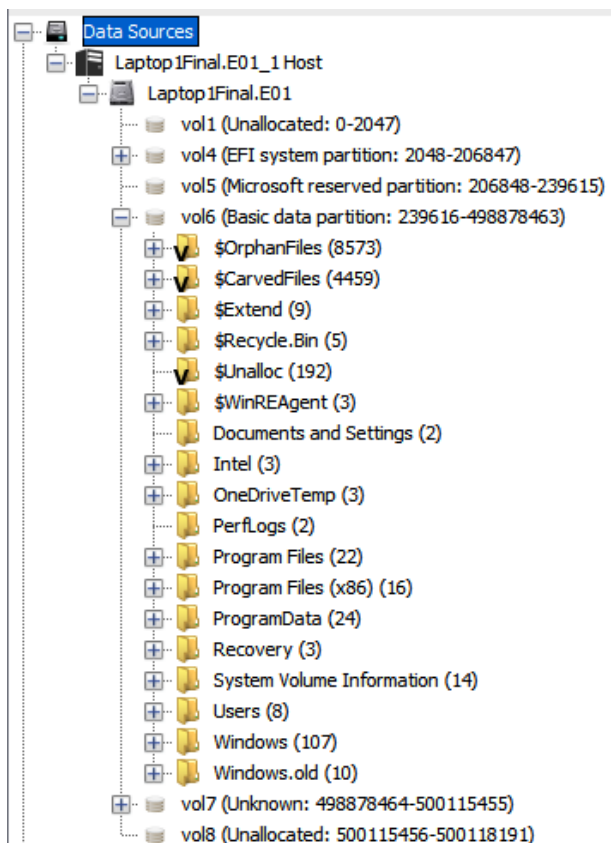 Data Sources
Laptop1Final.E01_1 Host
Laptop1Final.E01
vol1 (Unallocated: 0-2047)
vol4 (EFI system partition: 2048-206847)
vol5 (Microsoft reserved partition: 206848-239615)
vol6 (Basic data partition: 239616-498878463)
$OrphanFiles (8573)
$CarvedFiles (4459)
$Extend (9)
$Recycle.Bin (5)
$Unalloc (192)
$WinREAgent (3)
Documents and Settings (2)
Intel (3)
OneDriveTemp (3)
PerfLogs (2)
Program Files (22)
Program Files (x86) (16)
ProgramData (24)
Recovery (3)
System Volume Information (14)
Users (8)
Windows (107)
Windows.old (10)
vol7 (Unknown: 498878464-500115455)
vol8 (Unallocated: 500115456-500118191)